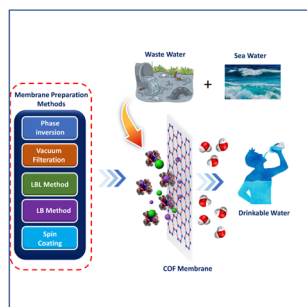 Waste Water
Sea Water
+
Membrane Preparation
Methods
Phase
inversion
Vacuum
Filteration
LBL Method
LB Method
Spin
Coating
Drinkable Water
COF Membrane